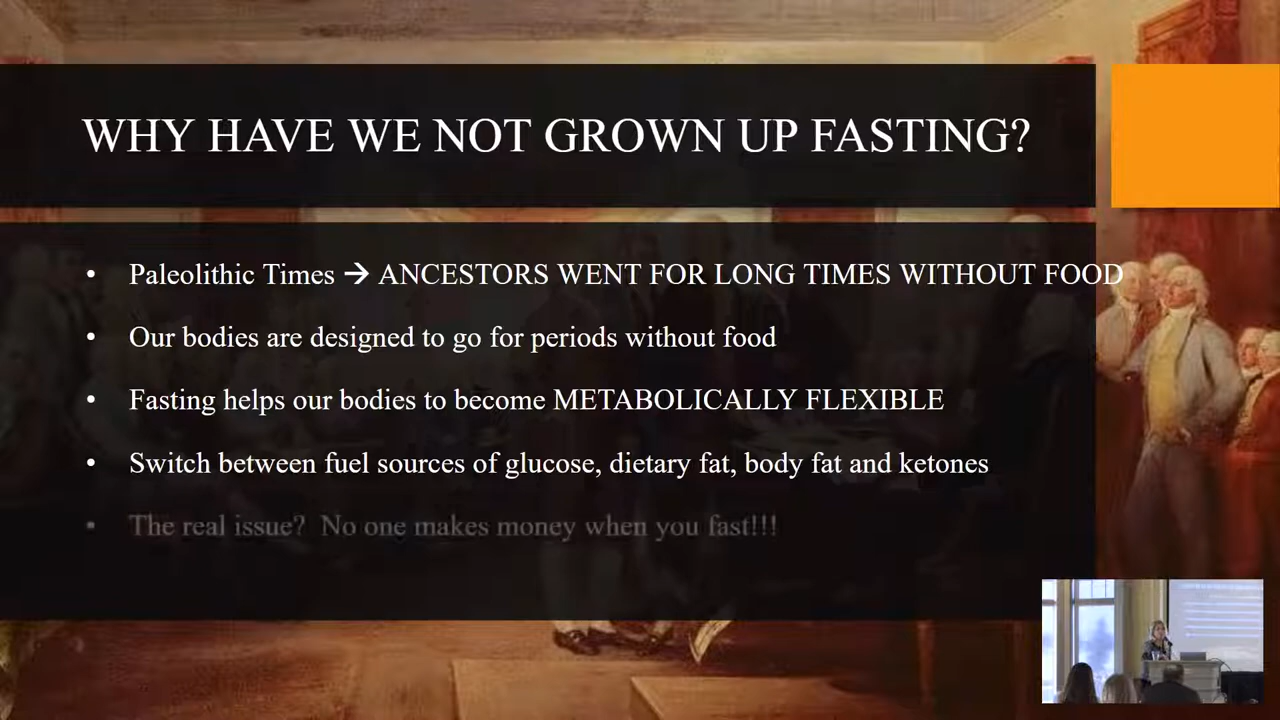 WHY HAVE WE NOT GROWN UP FASTING?
• Paleolithic Times → ANCESTORS WENT FOR LONG TIMES WITHOUT FOOD
• Our bodies are designed to go for periods without food
• Fasting helps our bodies to become METABOLICALLY FLEXIBLE
• Switch between fuel sources of glucose, dietary fat, body fat and ketones
• The real issue?  No one makes money when you fast!!!